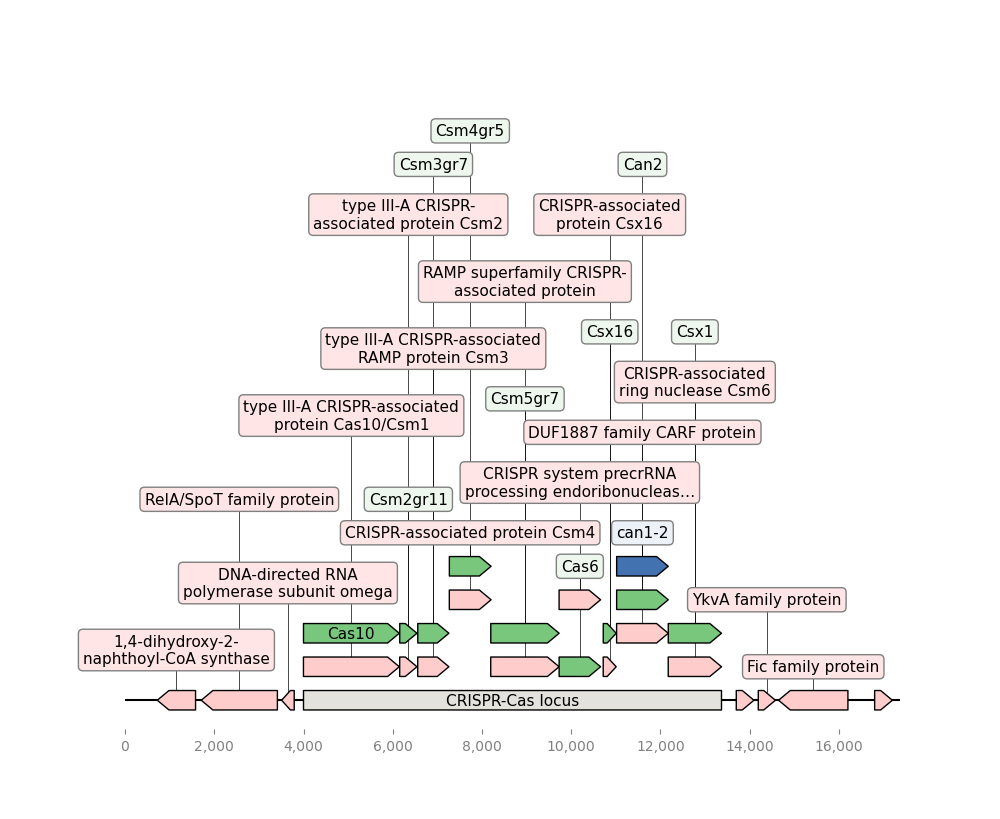 Csm4gr5
Csm3gr7
Can2
type III-A CRISPR-
associated protein Csm2
CRISPR-associated
protein Csx16
RAMP superfamily CRISPR-
associated protein
Csx16
Csx1
type III-A CRISPR-associated
RAMP protein Csm3
CRISPR-associated
ring nuclease Csm6
Csm5gr7
type III-A CRISPR-associated
protein Cas10/Csm1
DUF1887 family CARF protein
CRISPR system precrRNA
processing endoribonucleas...
RelA/SpoT family protein
Csm2gr11
CRISPR-associated protein Csm4
can1-2
Cas6
DNA-directed RNA
polymerase subunit omega
YkvA family protein
Cas10
1,4-dihydroxy-2-
naphthoyl-CoA synthase
Fic family protein
CRISPR-Cas locus
0
2,000
4,000
6,000
8,000
10,000
12,000
14,000
16,000